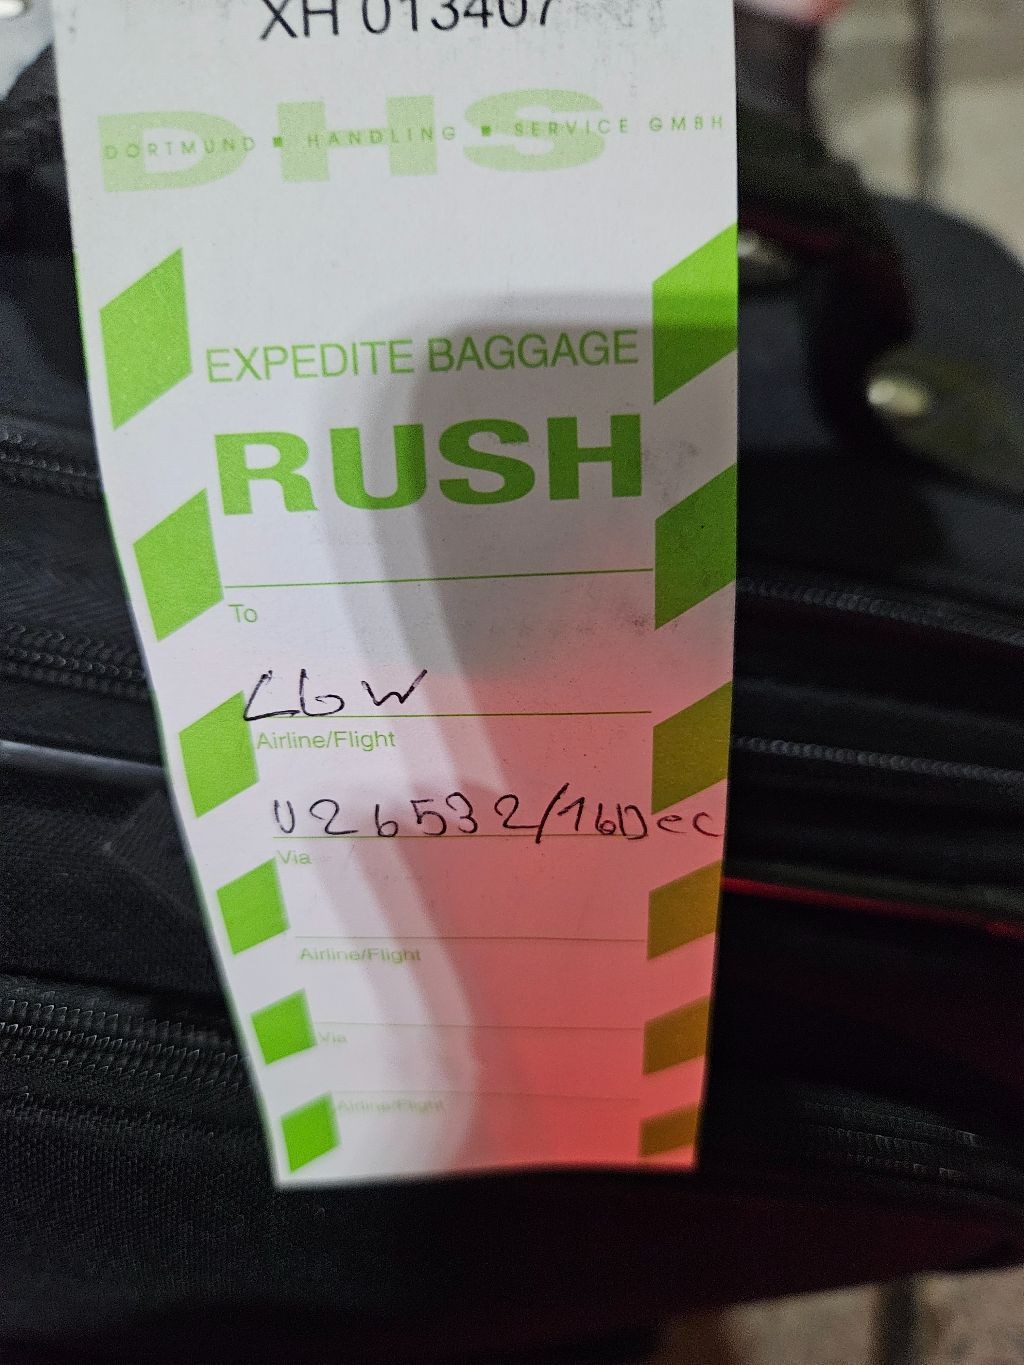 XH 013407
DHS
DORTMUND ■ HANDLING ■ SERVICE GMBH
EXPEDITE BAGGAGE
RUSH
To
LGW
Airline/Flight
U26532/16Dec
Via
Airline/Flight
Via
Airline/Flight